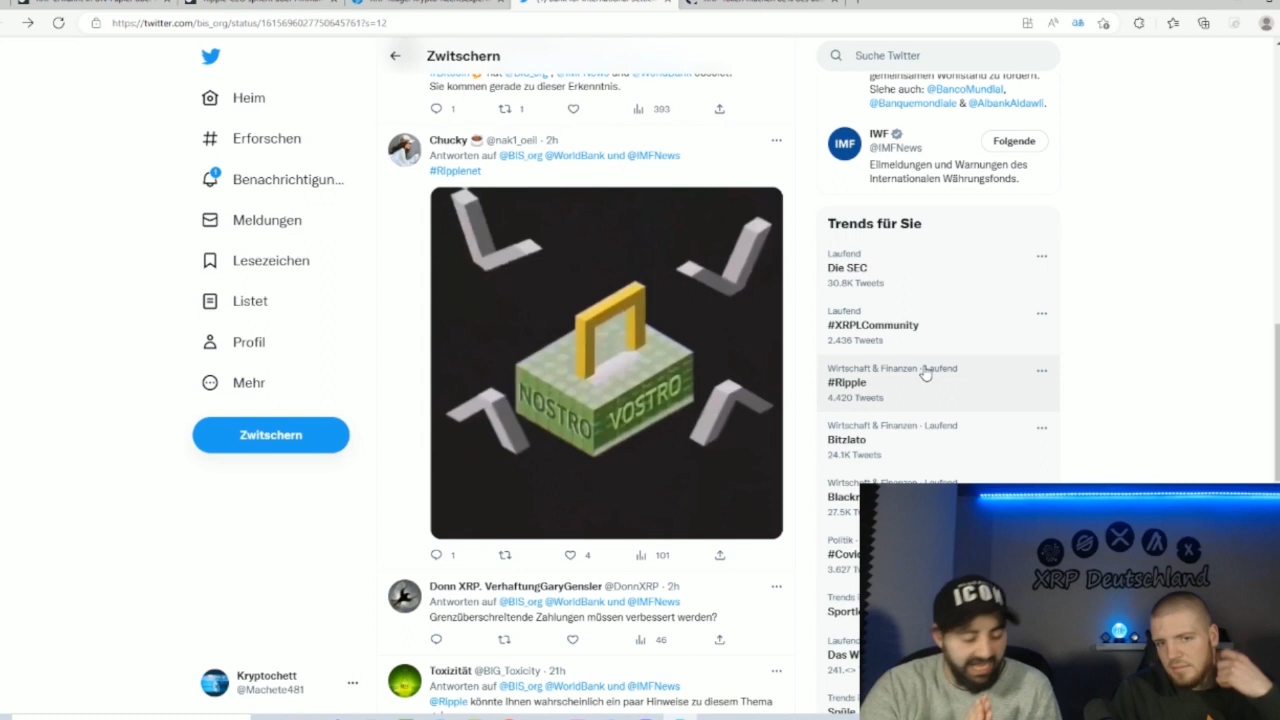 https://twitter.com/bis_org/status/1615696027750645761?s=12
Heim
Erforschen
Benachrichtigun...
Meldungen
Lesezeichen
Listet
Profil
Mehr
Zwitschern
Kryptochett
@Machete481
Zwitschern
Sie kommen gerade zu dieser Erkenntnis.
1 1 393
Chucky @nak1_oeil · 2h
Antworten auf @BIS_org @WorldBank und @IMFNews
#Ripplenet
NOSTRO VOSTRO
1 4 101
Donn XRP. VerhaftungGaryGensler @DonnXRP · 2h
Antworten auf @BIS_org @WorldBank und @IMFNews
Grenzüberschreitende Zahlungen müssen verbessert werden?
46
Toxizität @BIG_Toxicity · 21h
Antworten auf @BIS_org @WorldBank und @IMFNews
@Ripple könnte Ihnen wahrscheinlich ein paar Hinweise zu diesem Thema
Suche Twitter
gemeinsamen Wohlstand zu fördern.
Siehe auch: @BancoMundial,
@Banquemondiale & @AlbankAldawli.
IMF
IWF
@IMFNews
Folgende
Eilmeldungen und Warnungen des
Internationalen Währungsfonds.
Trends für Sie
Laufend
Die SEC
30.8K Tweets
Laufend
#XRPLCommunity
2.436 Tweets
Wirtschaft & Finanzen · Laufend
#Ripple
4.420 Tweets
Wirtschaft & Finanzen · Laufend
Bitzlato
24.1K Tweets
Wirtschaft & Finanzen · Laufend
Blackr
27.5K T
Politik ·
#Covi
3.627 T
Trends i
Sportl
Laufend
Das W
241.<>
Trends i
Spüle
XRP Deutschland
ICON